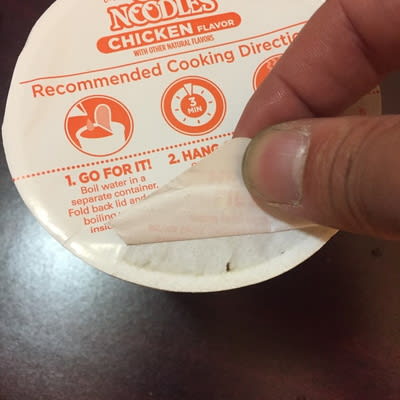 NOODLES
CHICKEN FLAVOR
WITH OTHER NATURAL FLAVORS
Recommended Cooking Directi
3
MIN
1. GO FOR IT!
Boil water in a
separate container.
Fold back lid and
boiling
insi
2. HANG